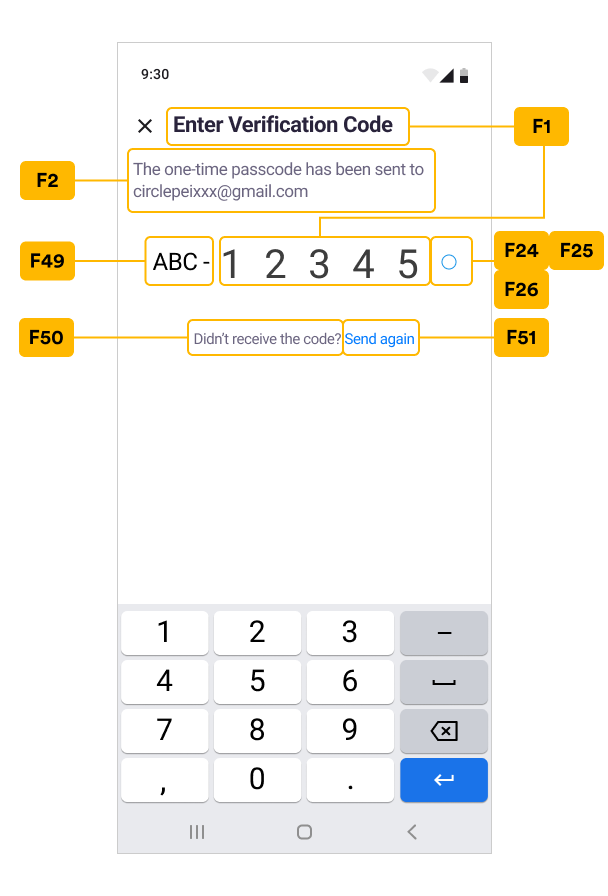 9:30
Enter Verification Code
F1
The one-time passcode has been sent to
circlepeixxx@gmail.com
F2
F49
ABC - 1 2 3 4 5
F24 F25
F26
F50
Didn't receive the code? Send again
F51
1 2 3 –
4 5 6
7 8 9
, 0 .